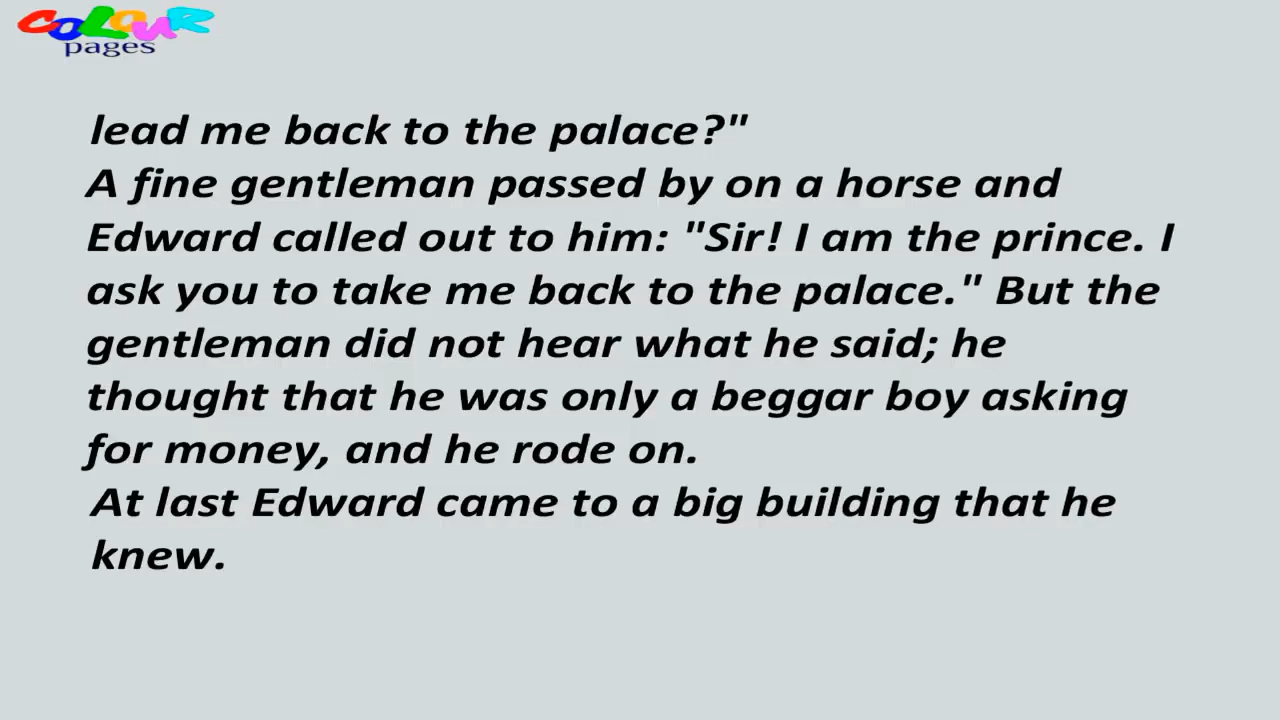 COLOUR
pages
lead me back to the palace?"
A fine gentleman passed by on a horse and
Edward called out to him: "Sir! I am the prince. I
ask you to take me back to the palace." But the
gentleman did not hear what he said; he
thought that he was only a beggar boy asking
for money, and he rode on.
At last Edward came to a big building that he
knew.